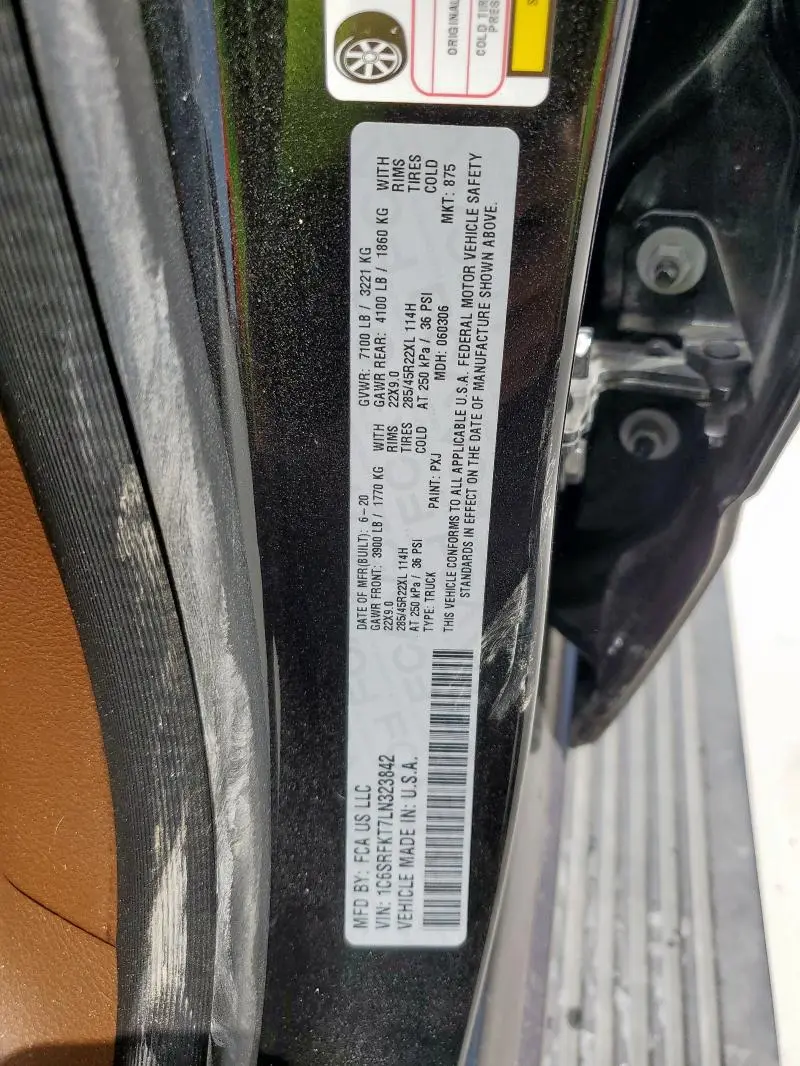 ORIGINAL
COLD TIR
PRES
S
MFD BY: FCA US LLC
VIN: 1C6SRFKT7LN323842
VEHICLE MADE IN: U.S.A.
DATE OF MFR(BUILT): 6-20 GVWR: 7100 LB / 3221 KG
GAWR FRONT: 3900 LB / 1770 KG WITH GAWR REAR: 4100 LB / 1860 KG WITH
22X9.0 RIMS 22X9.0 RIMS
285/45R22XL 114H TIRES 285/45R22XL 114H TIRES
AT 250 kPa / 36 PSI COLD AT 250 kPa / 36 PSI COLD
TYPE: TRUCK PAINT: PXJ MDH: 060306 MKT: 875
THIS VEHICLE CONFORMS TO ALL APPLICABLE U.S.A. FEDERAL MOTOR VEHICLE SAFETY
STANDARDS IN EFFECT ON THE DATE OF MANUFACTURE SHOWN ABOVE.